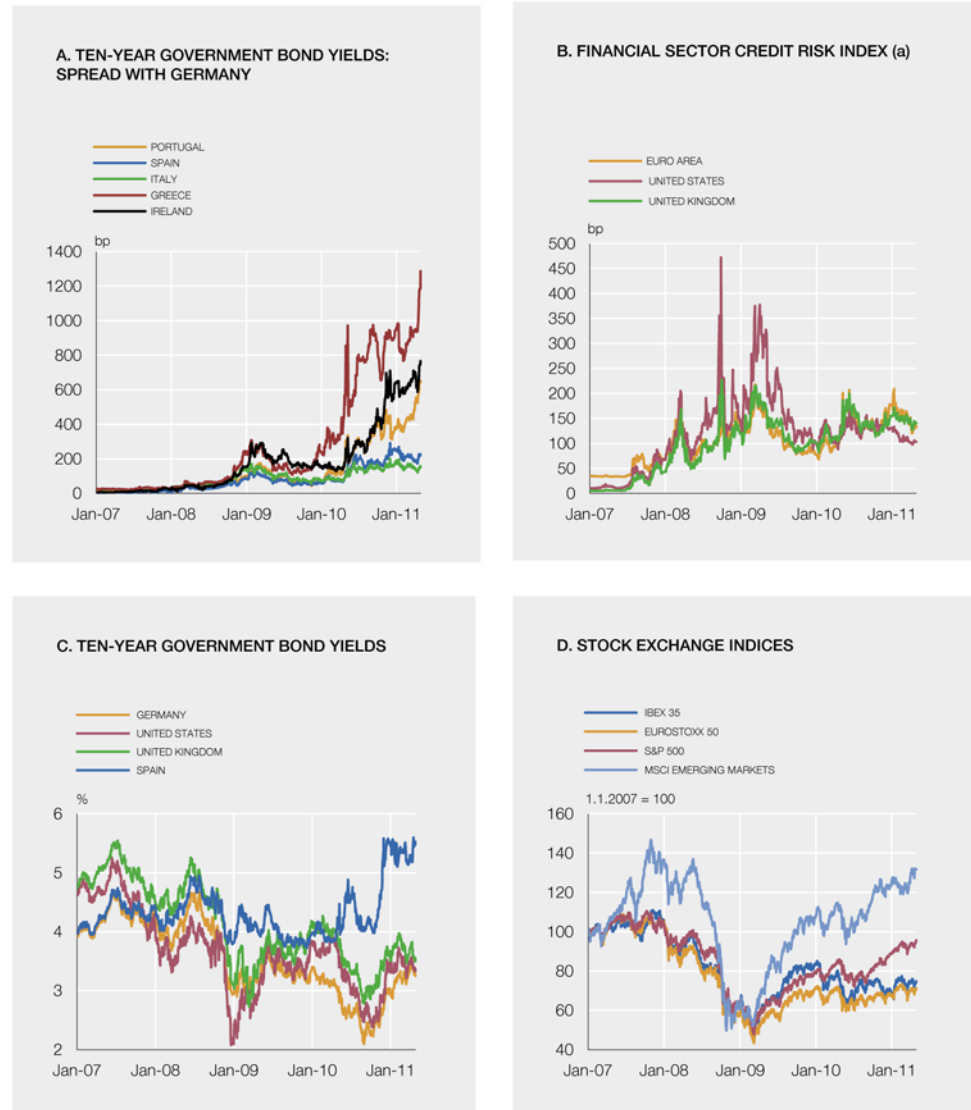 A. TEN-YEAR GOVERNMENT BOND YIELDS:
SPREAD WITH GERMANY
PORTUGAL
SPAIN
ITALY
GREECE
IRELAND
bp
1400
1200
1000
800
600
400
200
0
Jan-07 Jan-08 Jan-09 Jan-10 Jan-11
B. FINANCIAL SECTOR CREDIT RISK INDEX (a)
EURO AREA
UNITED STATES
UNITED KINGDOM
bp
500
450
400
350
300
250
200
150
100
50
0
Jan-07 Jan-08 Jan-09 Jan-10 Jan-11
C. TEN-YEAR GOVERNMENT BOND YIELDS
GERMANY
UNITED STATES
UNITED KINGDOM
SPAIN
%
6
5
4
3
2
Jan-07 Jan-08 Jan-09 Jan-10 Jan-11
D. STOCK EXCHANGE INDICES
IBEX 35
EUROSTOXX 50
S&P 500
MSCI EMERGING MARKETS
1.1.2007 = 100
160
140
120
100
80
60
40
Jan-07 Jan-08 Jan-09 Jan-10 Jan-11